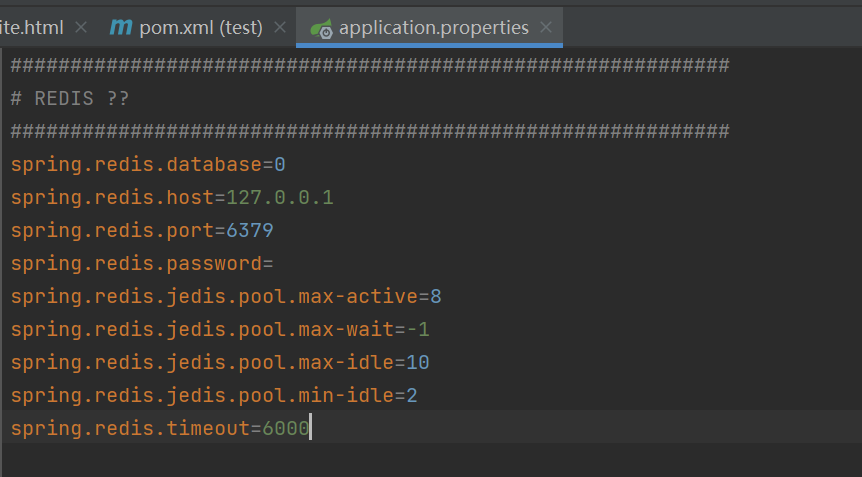 ite.html m pom.xml (test) application.properties
############################################################
# REDIS ??
############################################################
spring.redis.database=0
spring.redis.host=127.0.0.1
spring.redis.port=6379
spring.redis.password=
spring.redis.jedis.pool.max-active=8
spring.redis.jedis.pool.max-wait=-1
spring.redis.jedis.pool.max-idle=10
spring.redis.jedis.pool.min-idle=2
spring.redis.timeout=6000